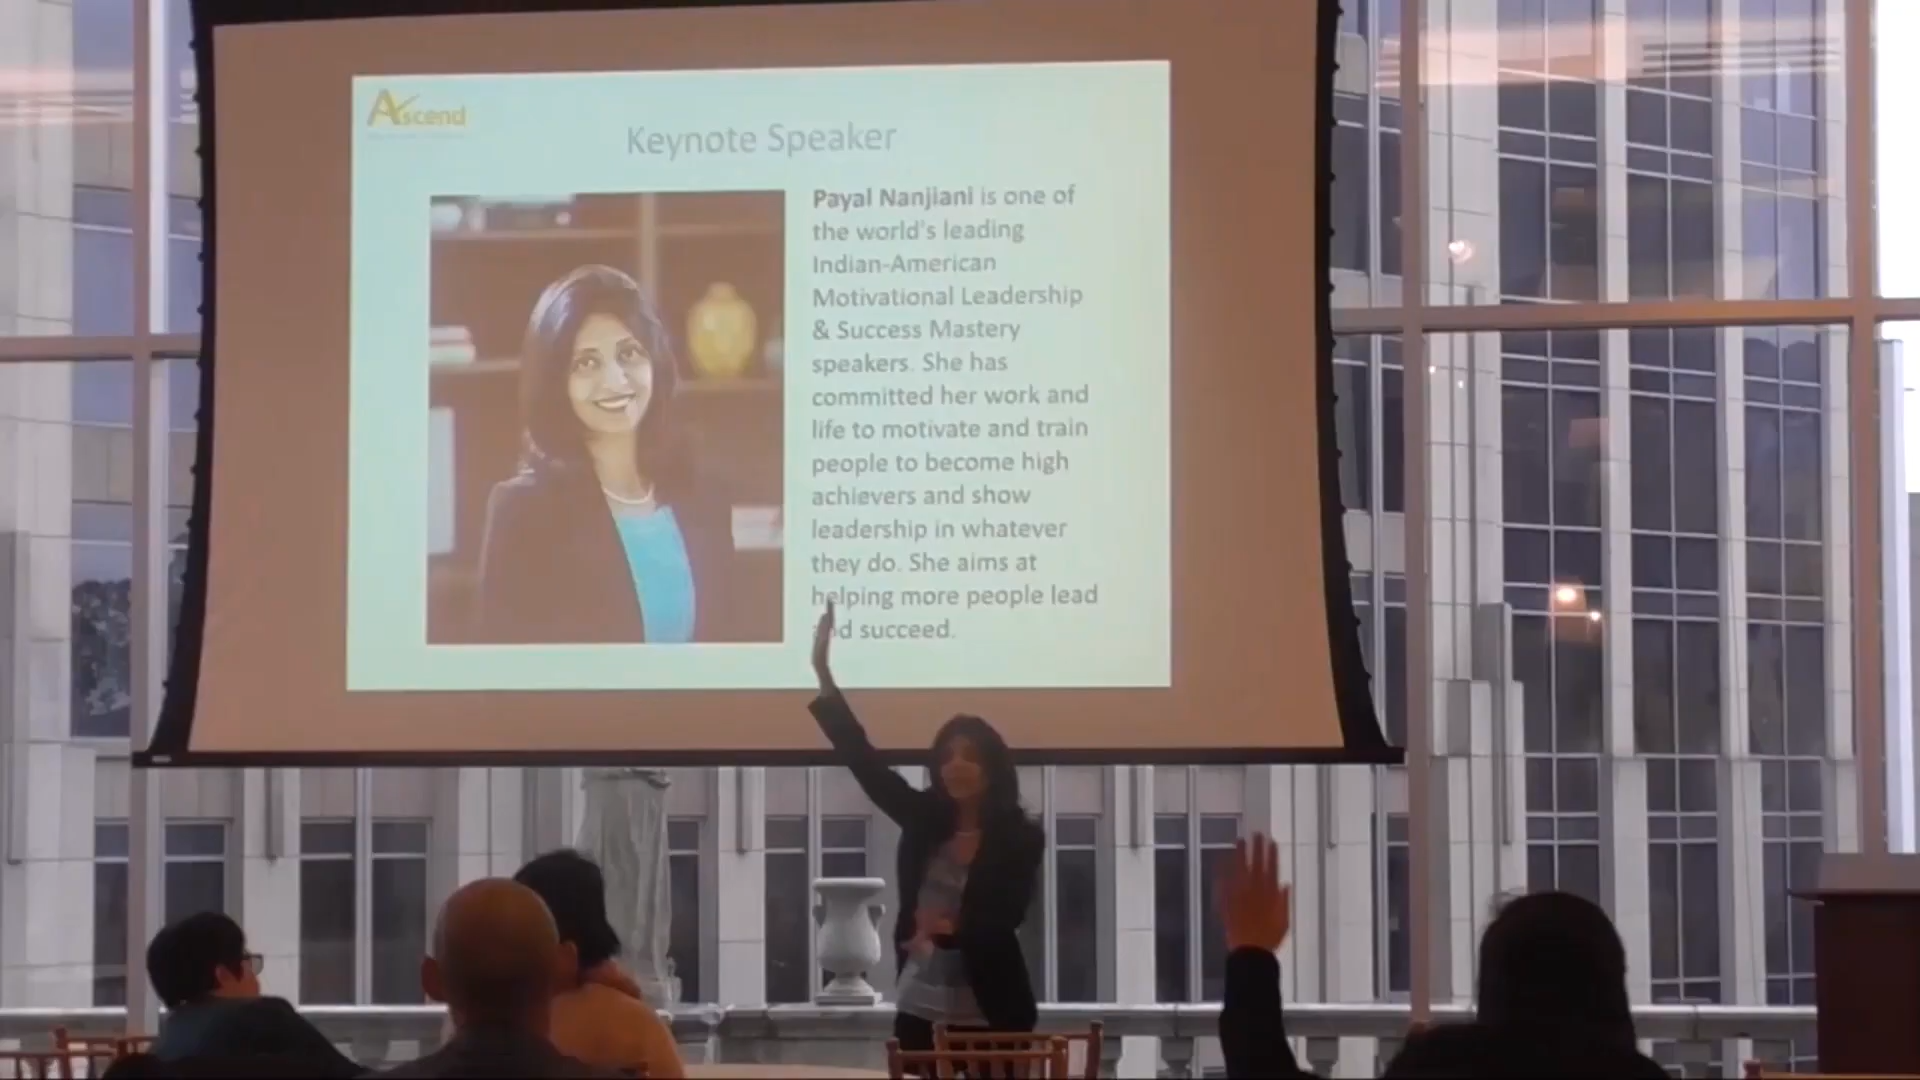 Ascend
Keynote Speaker
Payal Nanjiani is one of
the world's leading
Indian-American
Motivational Leadership
& Success Mastery
speakers. She has
committed her work and
life to motivate and train
people to become high
achievers and show
leadership in whatever
they do. She aims at
helping more people lead
and succeed.